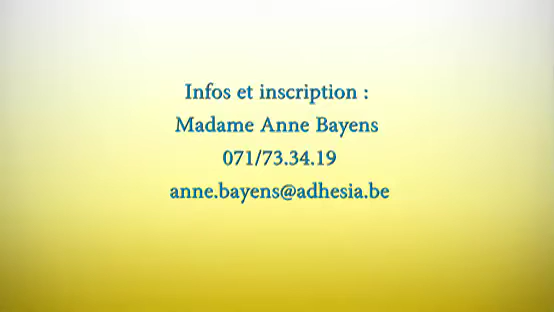 Infos et inscription :
Madame Anne Bayens
071/73.34.19
anne.bayens@adhesia.be